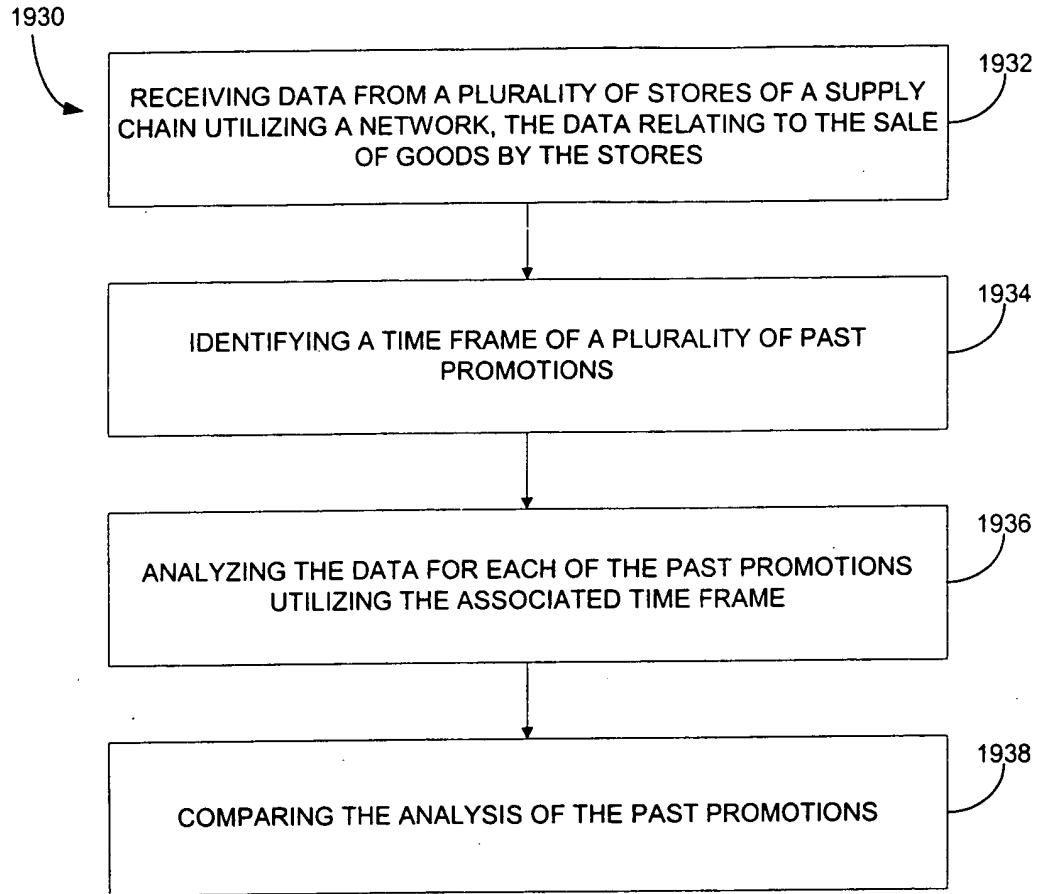 1930
1932
RECEIVING DATA FROM A PLURALITY OF STORES OF A SUPPLY
CHAIN UTILIZING A NETWORK, THE DATA RELATING TO THE SALE
OF GOODS BY THE STORES
1934
IDENTIFYING A TIME FRAME OF A PLURALITY OF PAST
PROMOTIONS
1936
ANALYZING THE DATA FOR EACH OF THE PAST PROMOTIONS
UTILIZING THE ASSOCIATED TIME FRAME
1938
COMPARING THE ANALYSIS OF THE PAST PROMOTIONS